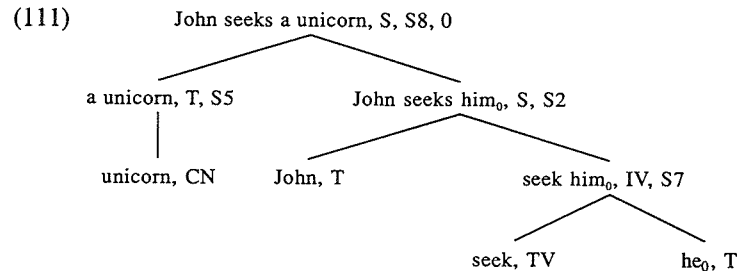 (111) John seeks a unicorn, S, S8, 0
a unicorn, T, S5 John seeks him₀, S, S2
unicorn, CN John, T seek him₀, IV, S7
seek, TV he₀, T